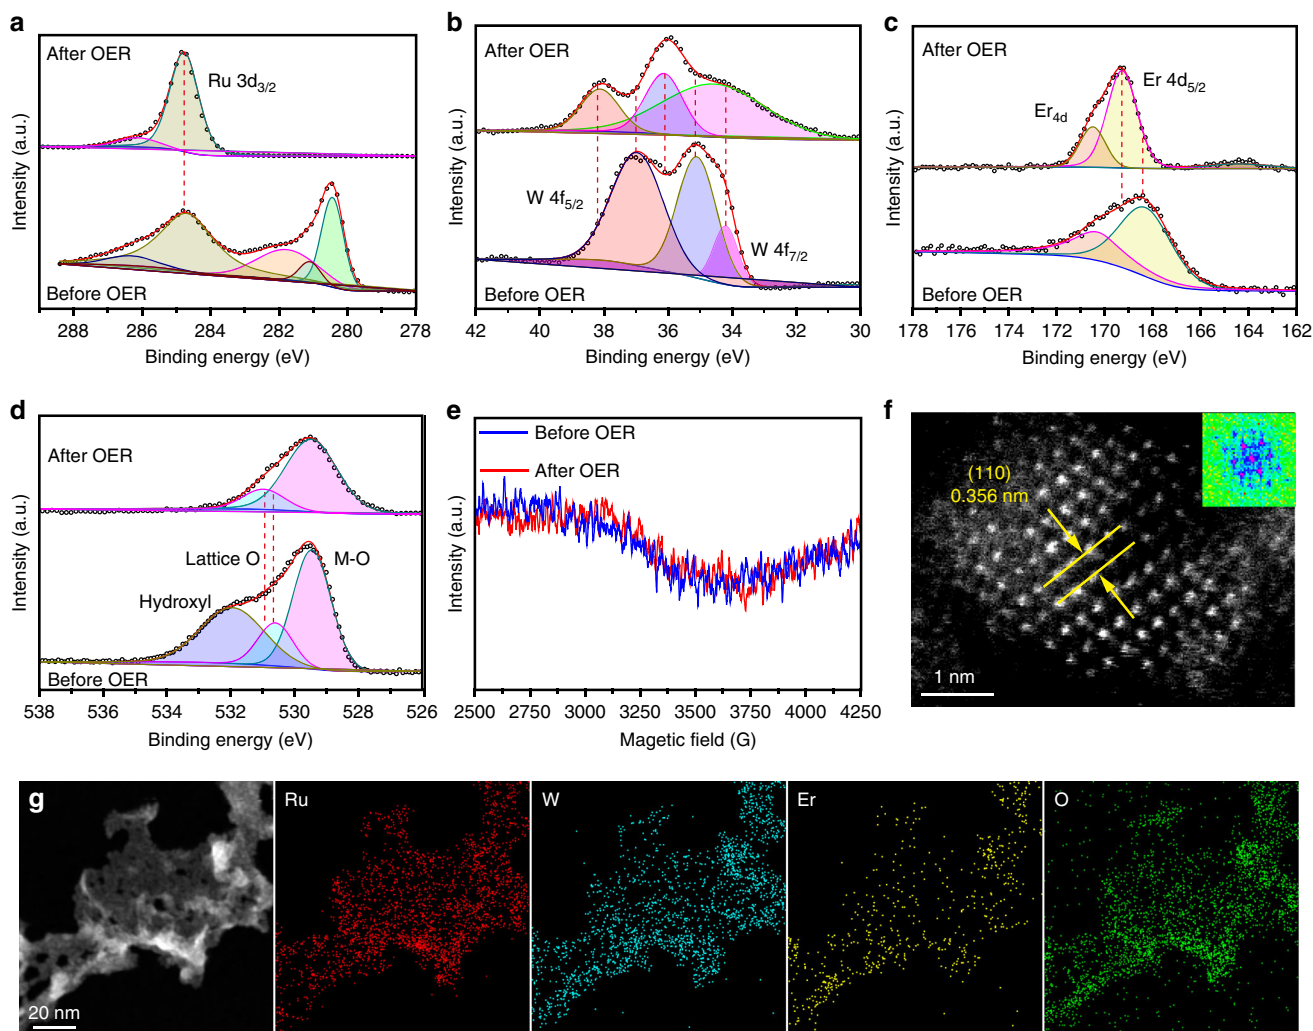 a
After OER
Ru 3d3/2
Before OER
Intensity (a.u.)
288 286 284 282 280 278
Binding energy (eV)
b
After OER
W 4f5/2
W 4f7/2
Before OER
Intensity (a.u.)
42 40 38 36 34 32 30
Binding energy (eV)
c
After OER
Er4d
Er 4d5/2
Before OER
Intensity (a.u.)
178 176 174 172 170 168 166 164 162
Binding energy (eV)
d
After OER
Lattice O
M-O
Hydroxyl
Before OER
Intensity (a.u.)
538 536 534 532 530 528 526
Binding energy (eV)
e
Before OER
After OER
Intensity (a.u.)
2500 2750 3000 3250 3500 3750 4000 4250
Magetic field (G)
f
(110)
0.356 nm
1 nm
g
20 nm
Ru
W
Er
O